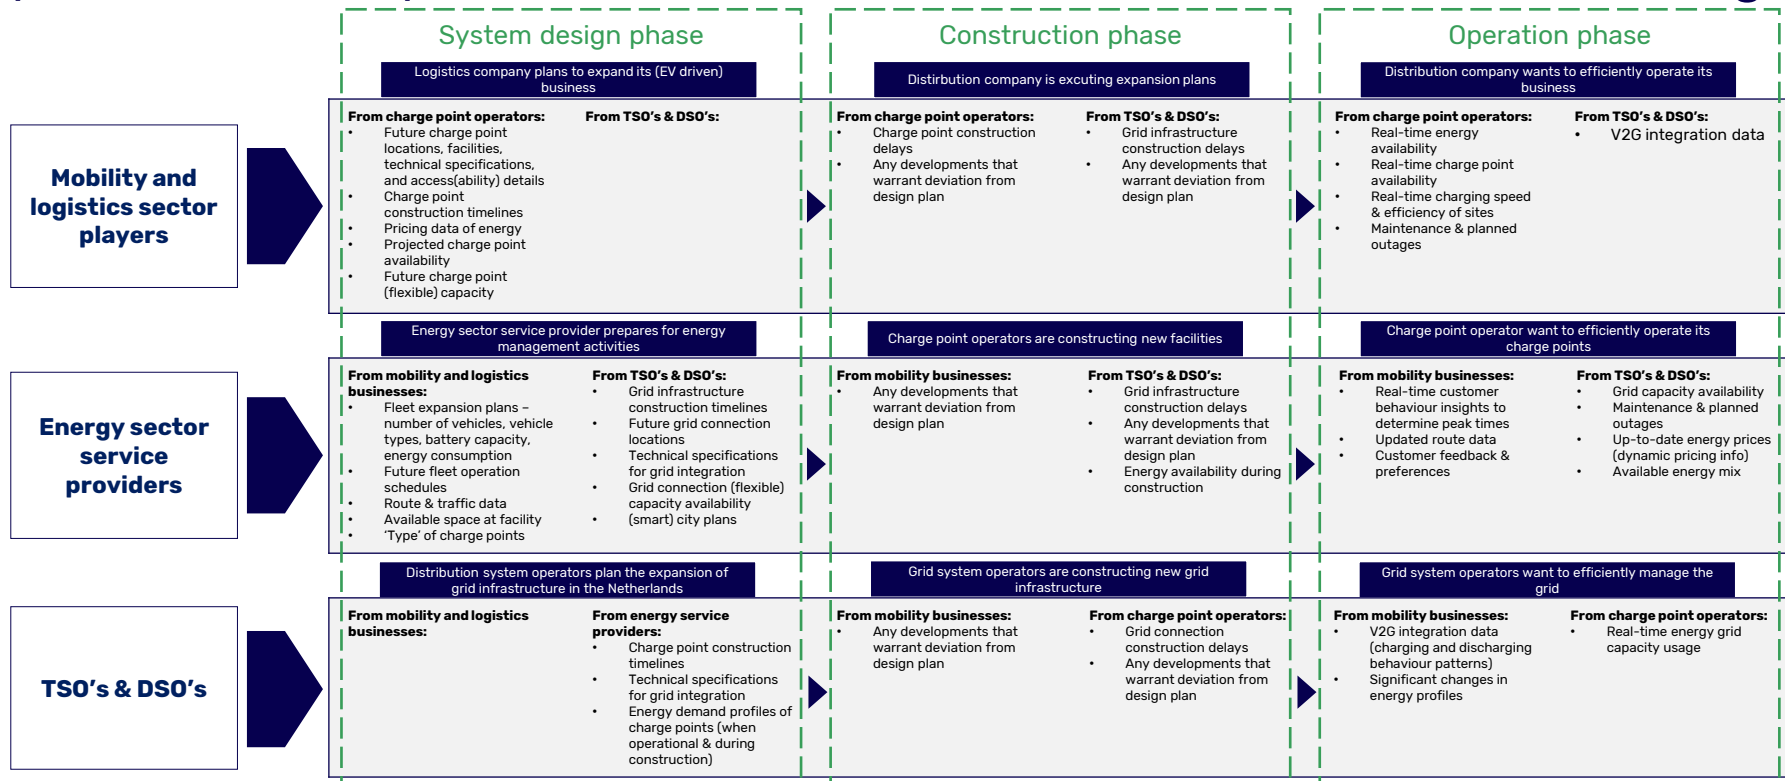 System design phase
Construction phase
Operation phase
Logistics company plans to expand its (EV driven)
business
Distirbution company is excuting expansion plans
Distribution company wants to efficiently operate its
business
Mobility and
logistics sector
players
From charge point operators:
• Future charge point
locations, facilities,
technical specifications,
and access(ability) details
• Charge point
construction timelines
• Pricing data of energy
• Projected charge point
availability
• Future charge point
(flexible) capacity
From TSO's & DSO's:
From charge point operators:
• Charge point construction
delays
• Any developments that
warrant deviation from
design plan
From TSO's & DSO's:
• Grid infrastructure
construction delays
• Any developments that
warrant deviation from
design plan
From charge point operators:
• Real-time energy
availability
• Real-time charge point
availability
• Real-time charging speed
& efficiency of sites
• Maintenance & planned
outages
From TSO's & DSO's:
• V2G integration data
Energy sector service provider prepares for energy
management activities
Charge point operators are constructing new facilities
Charge point operator want to efficiently operate its
charge points
Energy sector
service
providers
From mobility and logistics
businesses:
• Fleet expansion plans –
number of vehicles, vehicle
types, battery capacity,
energy consumption
• Future fleet operation
schedules
• Route & traffic data
• Available space at facility
• 'Type' of charge points
From TSO's & DSO's:
• Grid infrastructure
construction timelines
• Future grid connection
locations
• Technical specifications
for grid integration
• Grid connection (flexible)
capacity availability
• (smart) city plans
From mobility businesses:
• Any developments that
warrant deviation from
design plan
From TSO's & DSO's:
• Grid infrastructure
construction delays
• Any developments that
warrant deviation from
design plan
• Energy availability during
construction
From mobility businesses:
• Real-time customer
behaviour insights to
determine peak times
• Updated route data
• Customer feedback &
preferences
From TSO's & DSO's:
• Grid capacity availability
• Maintenance & planned
outages
• Up-to-date energy prices
(dynamic pricing info)
• Available energy mix
Distribution system operators plan the expansion of
grid infrastructure in the Netherlands
Grid system operators are constructing new grid
infrastructure
Grid system operators want to efficiently manage the
grid
TSO's & DSO's
From mobility and logistics
businesses:
From energy service
providers:
• Charge point construction
timelines
• Technical specifications
for grid integration
• Energy demand profiles of
charge points (when
operational & during
construction)
From mobility businesses:
• Any developments that
warrant deviation from
design plan
From charge point operators:
• Grid connection
construction delays
• Any developments that
warrant deviation from
design plan
From mobility businesses:
• V2G integration data
(charging and discharging
behaviour patterns)
• Significant changes in
energy profiles
From charge point operators:
• Real-time energy grid
capacity usage